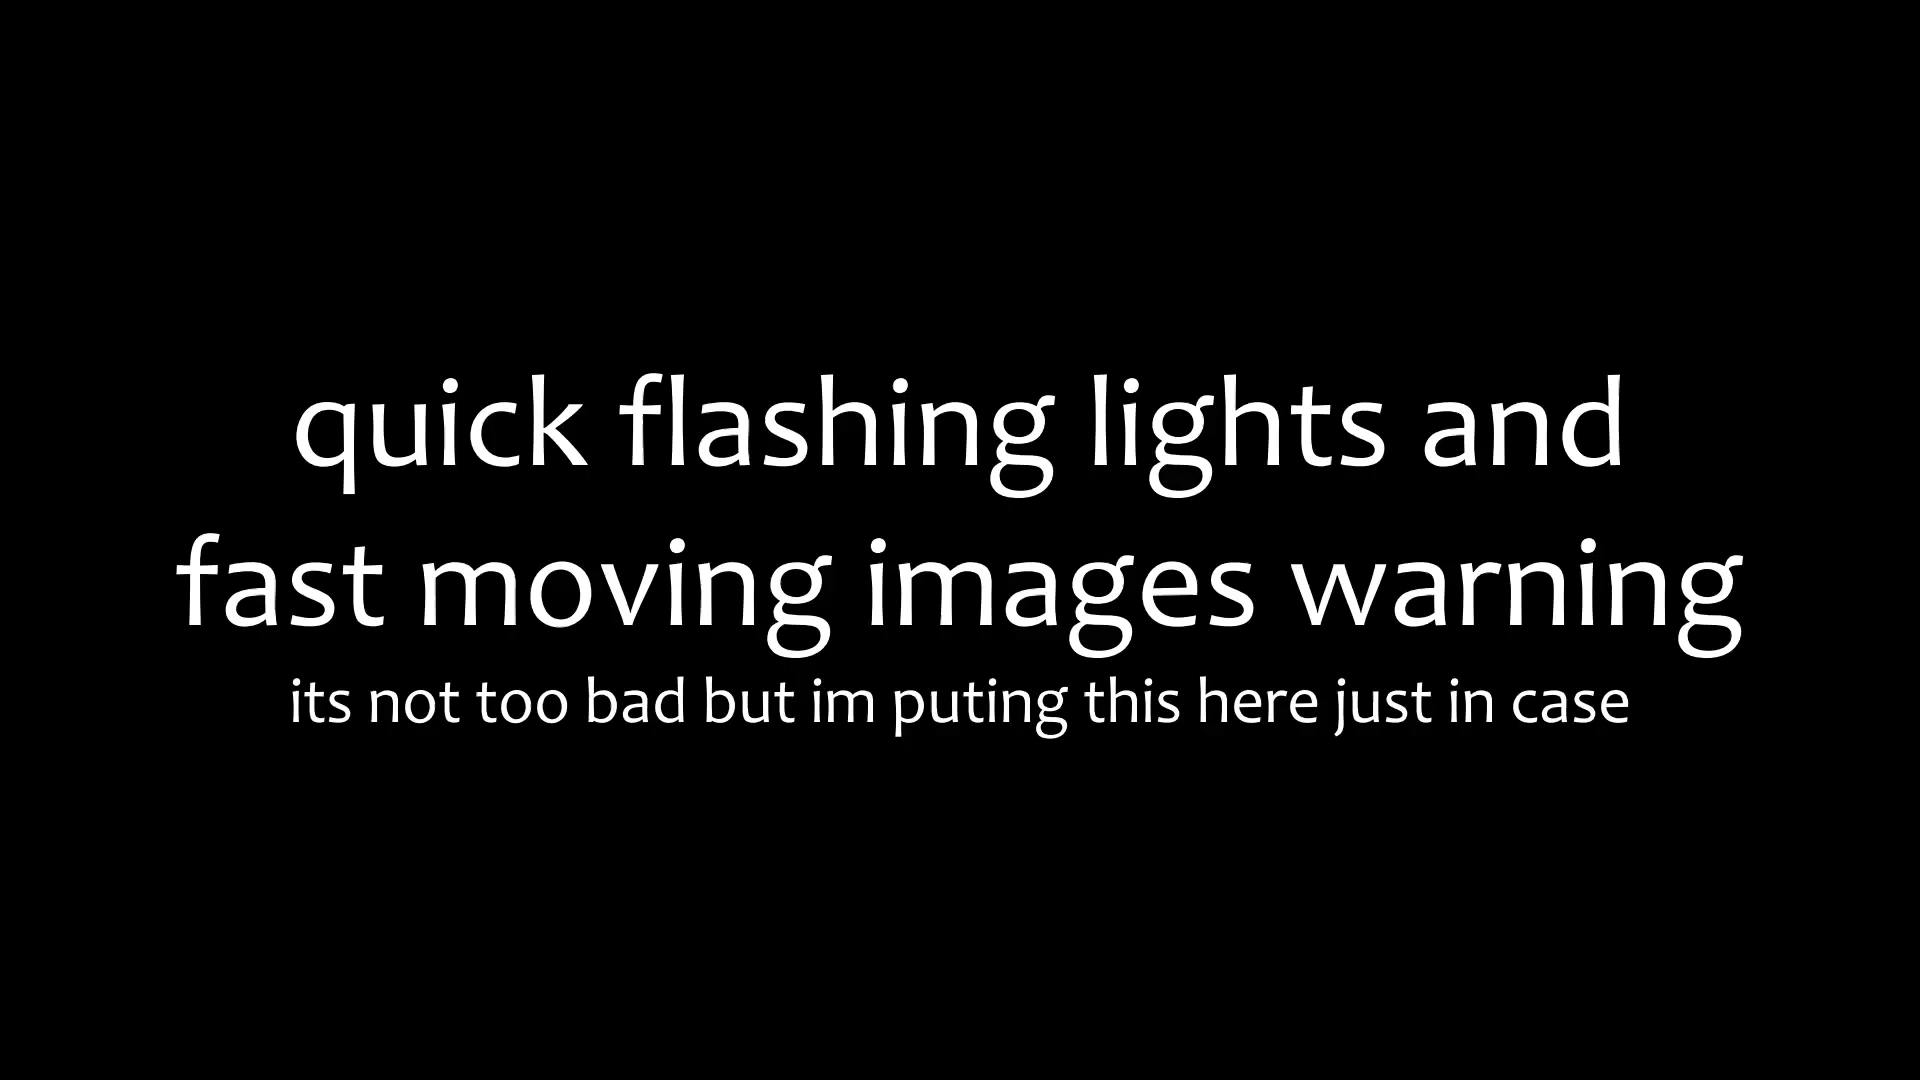 quick flashing lights and
fast moving images warning
its not too bad but im puting this here just in case